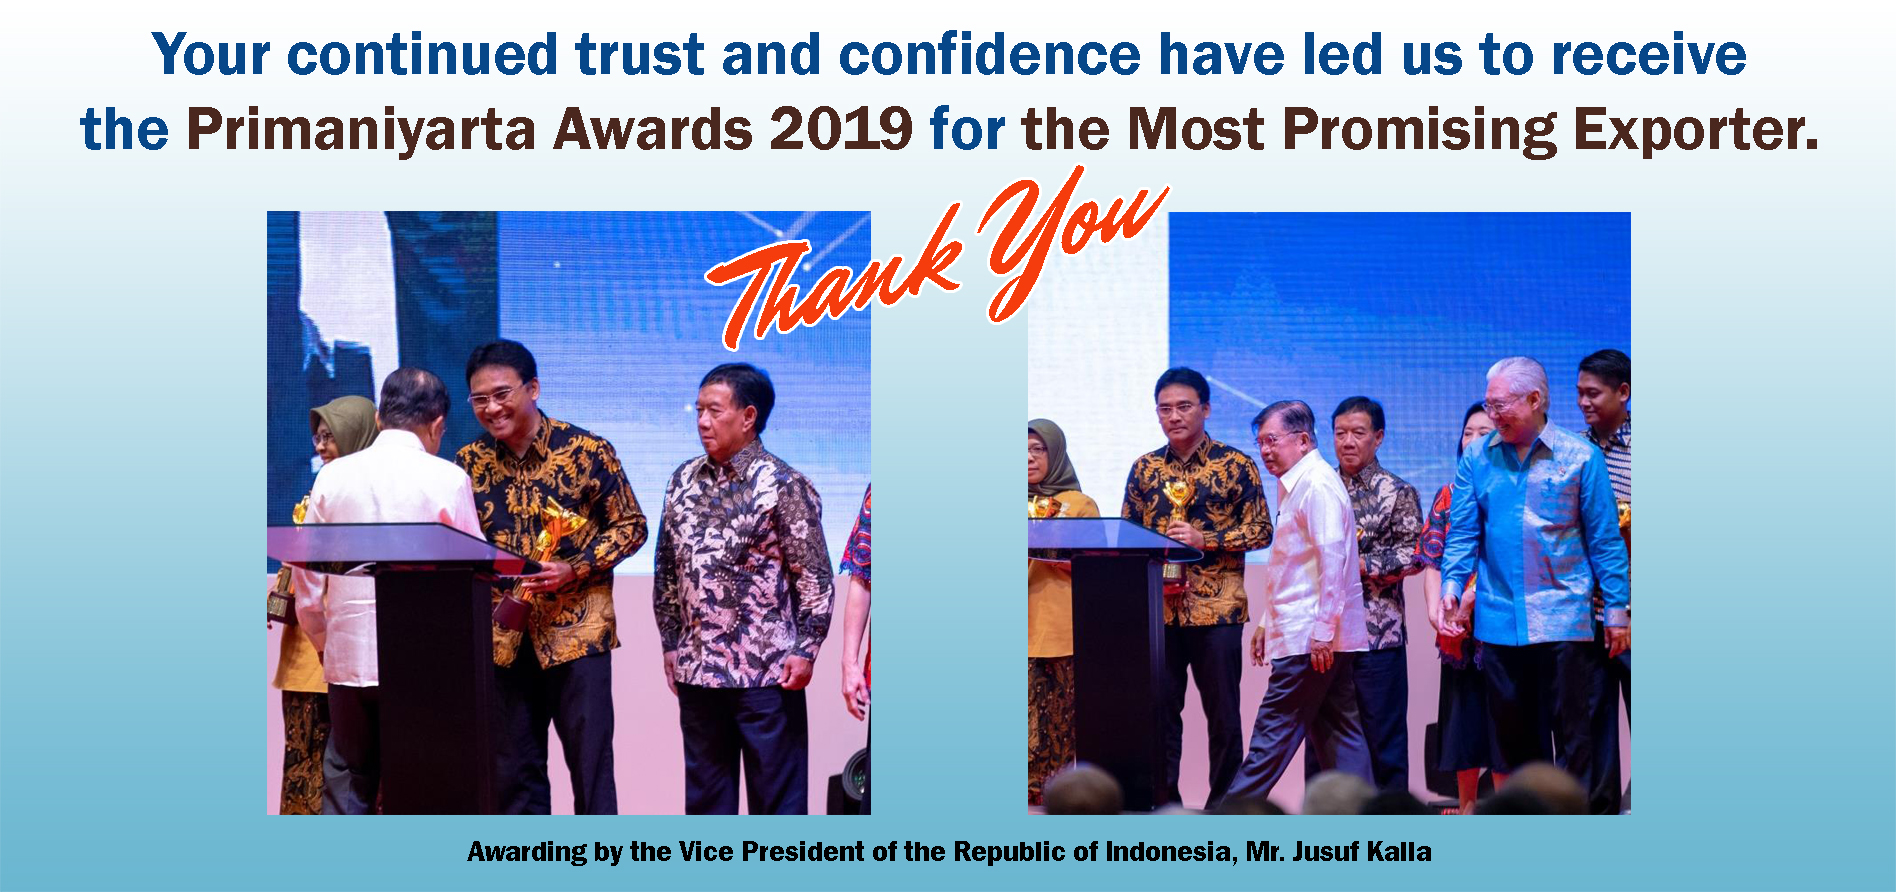 Your continued trust and confidence have led us to receive
the Primaniyarta Awards 2019 for the Most Promising Exporter.
Thank You
Awarding by the Vice President of the Republic of Indonesia, Mr. Jusuf Kalla